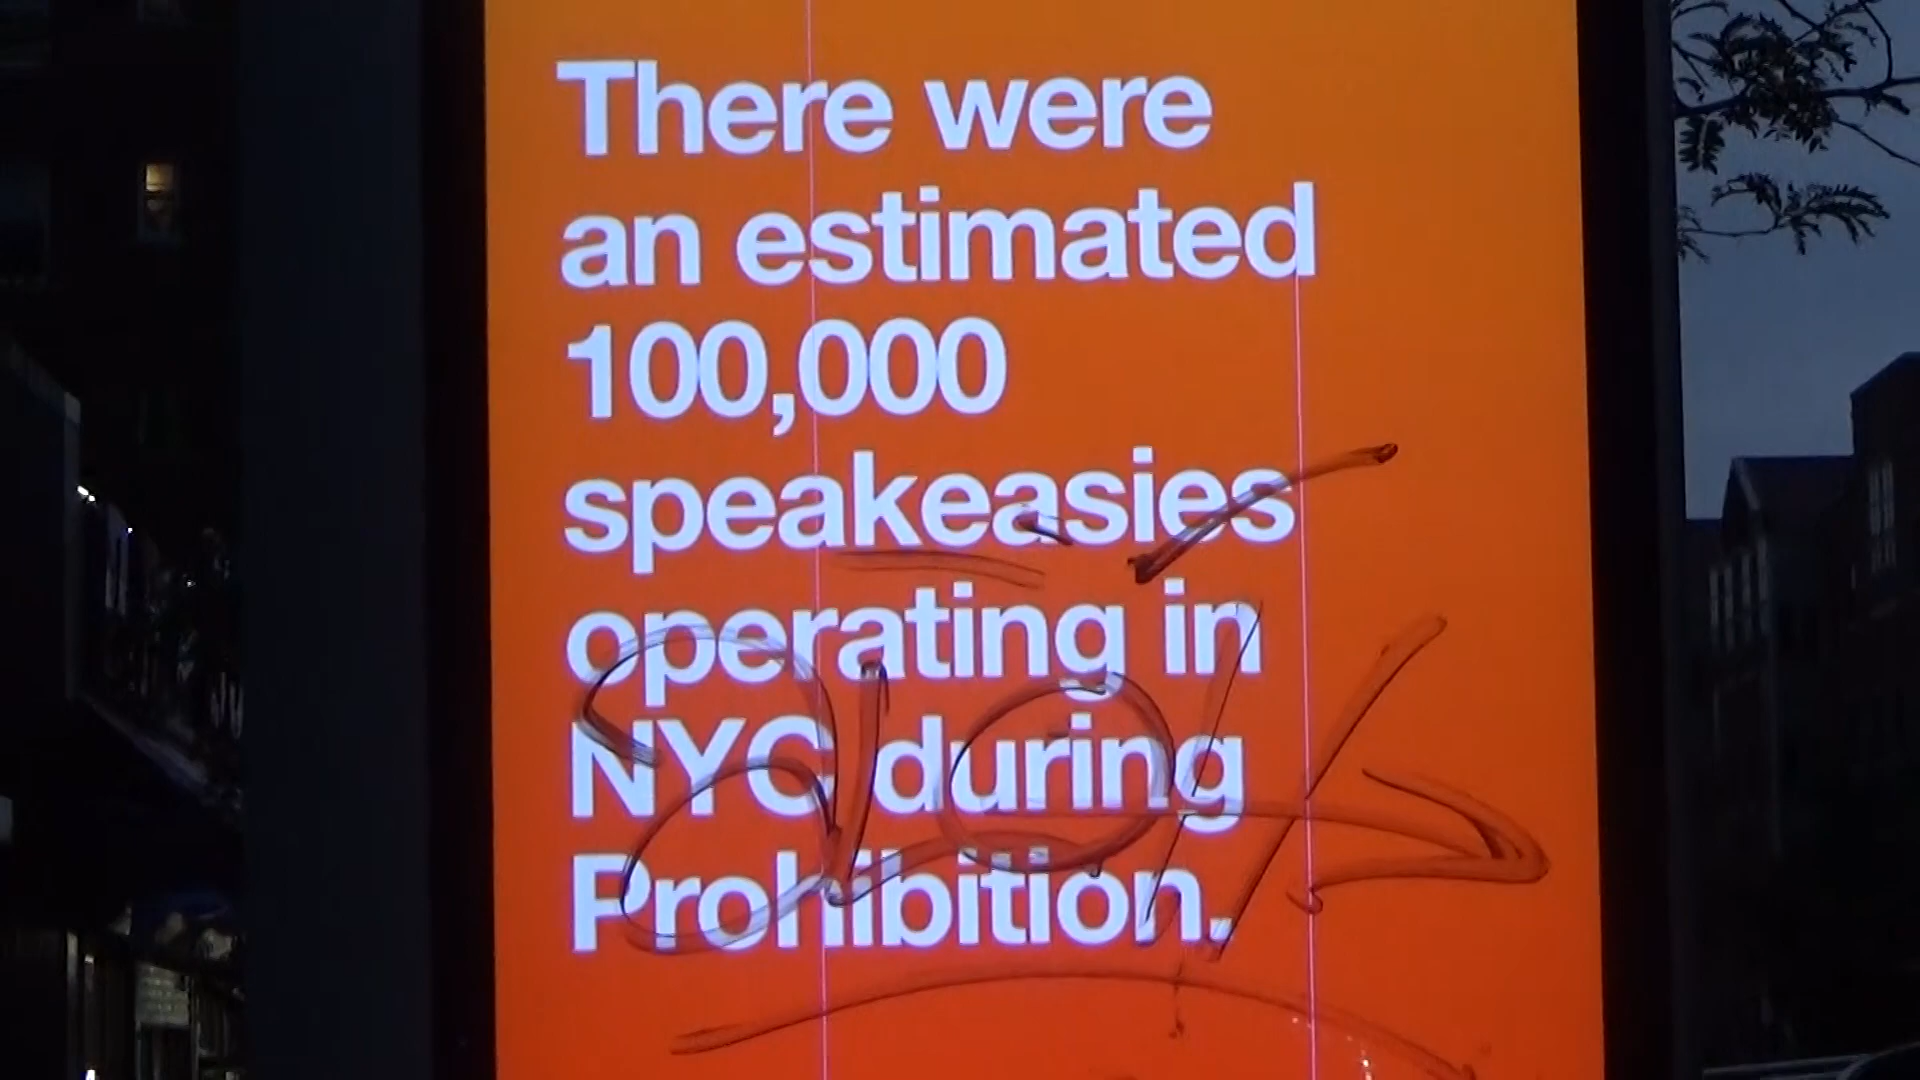 There were
an estimated
100,000
speakeasies
operating in
NYC during
Prohibition.